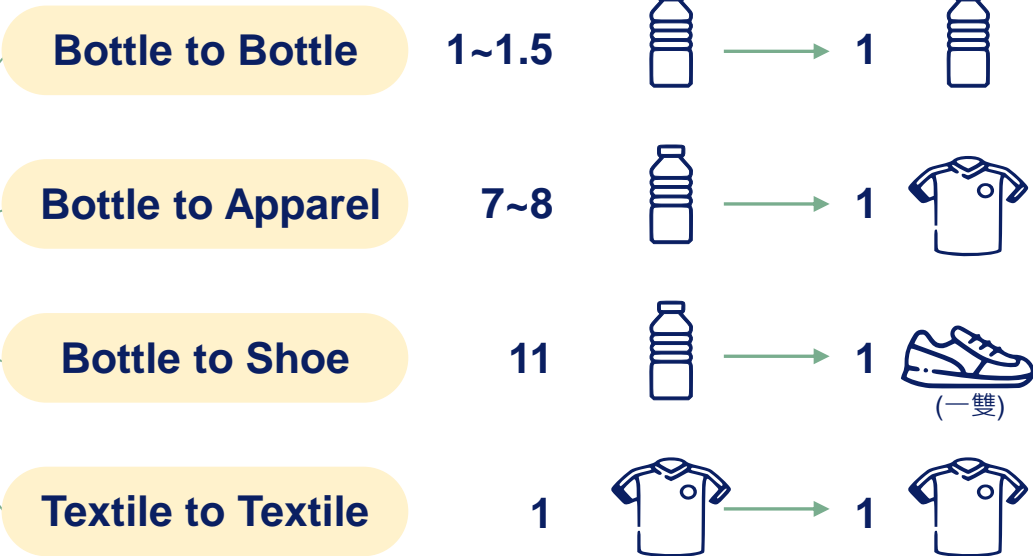 Bottle to Bottle 1~1.5 1
Bottle to Apparel 7~8 1
Bottle to Shoe 11 1
(一雙)
Textile to Textile 1 1